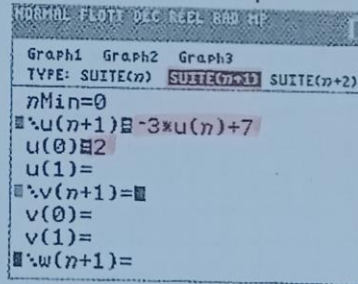 NORMAL FLOTT DEC RÉEL RAD MP
Graph1 Graph2 Graph3
TYPE: SUITE(n) SUITE(n+1) SUITE(n+2)
nMin=0
u(n+1)=-3*u(n)+7
u(0)=2
u(1)=
v(n+1)=
v(0)=
v(1)=
w(n+1)=